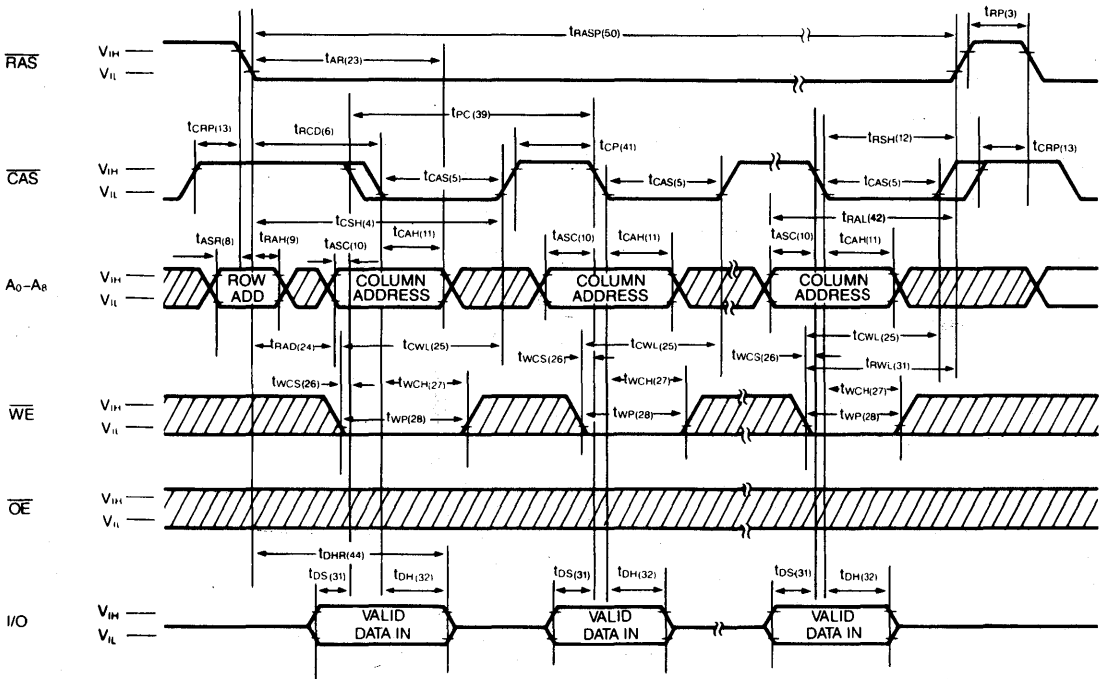 tRP(3)
tRASP(50)
RAS
VIH
VIL
tAR(23)
tPC(39)
tCRP(13)
tRCD(6)
tCP(41)
tRSH(12)
tCRP(13)
CAS
VIH
VIL
tCAS(5)
tCAS(5)
tCAS(5)
tCSH(4)
tRAL(42)
tASR(8)
tRAH(9)
tASC(10)
tCAH(11)
tASC(10)
tCAH(11)
tASC(10)
tCAH(11)
A0–A8
VIH
VIL
ROW
ADD
COLUMN
ADDRESS
COLUMN
ADDRESS
COLUMN
ADDRESS
tRAD(24)
tCWL(25)
tCWL(25)
tCWL(25)
tWCS(26)
tWCS(26)
tRWL(31)
tWCS(26)
tWCH(27)
tWCH(27)
tWCH(27)
WE
VIH
VIL
tWP(28)
tWP(28)
tWP(28)
OE
VIH
VIL
tDHR(44)
tDS(31)
tDH(32)
tDS(31)
tDH(32)
tDS(31)
tDH(32)
I/O
VIH
VIL
VALID
DATA IN
VALID
DATA IN
VALID
DATA IN